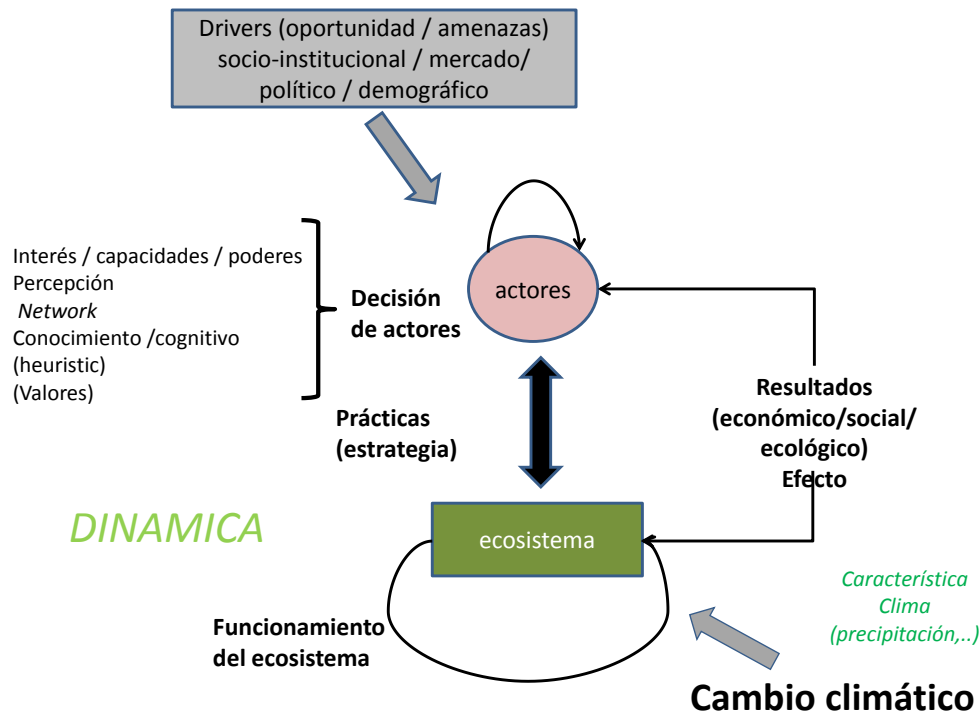 Drivers (oportunidad / amenazas)
socio-institucional / mercado/
político / demográfico
Interés / capacidades / poderes
Percepción
Network
Conocimiento /cognitivo
(heuristic)
(Valores)
Decisión
de actores
actores
Prácticas
(estrategia)
Resultados
(económico/social/
ecológico)
Efecto
DINAMICA
ecosistema
Funcionamiento
del ecosistema
Característica
Clima
(precipitación,..)
Cambio climático